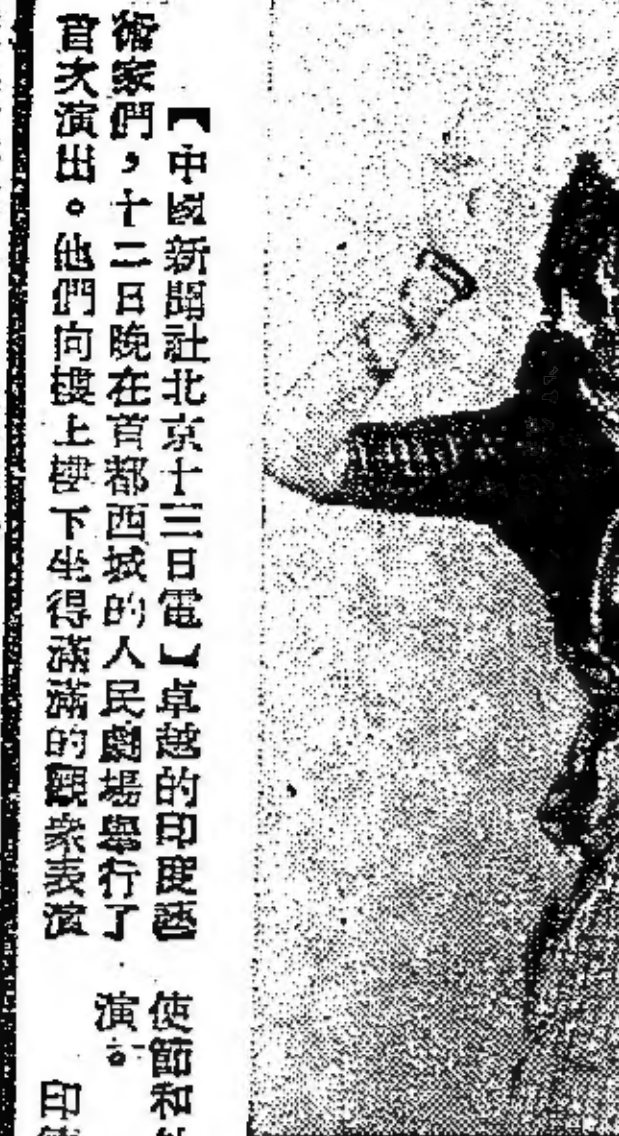 【中國新聞社北京十三日電】卓越的印度藝
術家們，十二日晚在首都西城的人民劇場舉行了
首次演出。他們向樓上樓下坐得滿滿的觀衆表演
使節和
演。
印